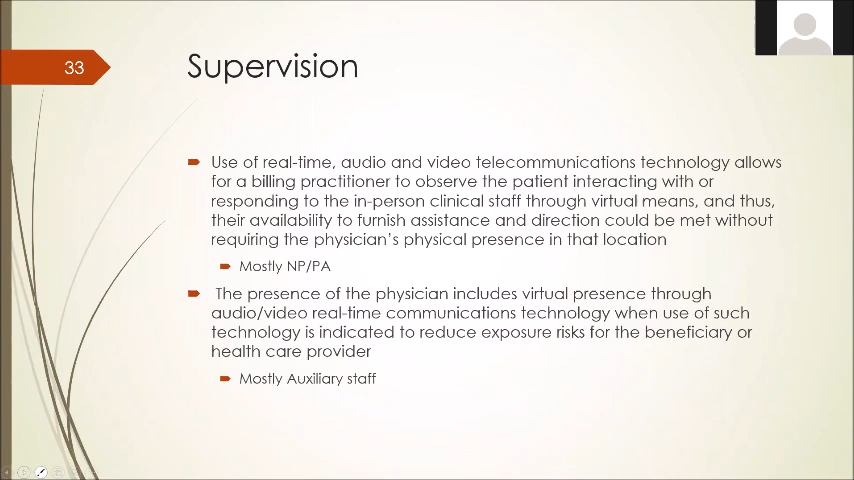 33
Supervision
Use of real-time, audio and video telecommunications technology allows
for a billing practitioner to observe the patient interacting with or
responding to the in-person clinical staff through virtual means, and thus,
their availability to furnish assistance and direction could be met without
requiring the physician's physical presence in that location
Mostly NP/PA
The presence of the physician includes virtual presence through
audio/video real-time communications technology when use of such
technology is indicated to reduce exposure risks for the beneficiary or
health care provider
Mostly Auxiliary staff